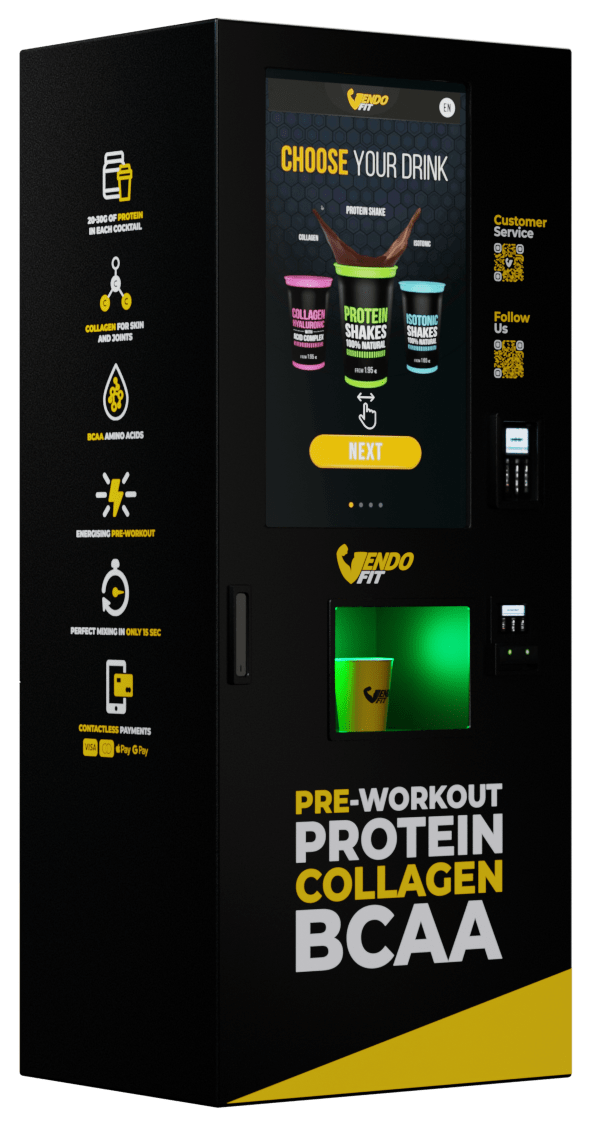 20-30G OF PROTEIN
IN EACH COCKTAIL
COLLAGEN FOR SKIN
AND JOINTS
BCAA AMINO ACIDS
ENERGISING PRE-WORKOUT
PERFECT MIXING IN ONLY 15 SEC
CONTACTLESS PAYMENTS
VISA Pay G Pay
VENDO
FIT
EN
CHOOSE YOUR DRINK
PROTEIN SHAKE
COLLAGEN
ISOTONIC
COLLAGEN
HYALURONIC
ACID COMPLEX
FROM 1.95 €
PROTEIN
SHAKES
100% NATURAL
FROM 1.95 €
ISOTONIC
SHAKES
100% NATURAL
FROM 1.95 €
NEXT
Customer
Service
Follow
Us
VENDO
FIT
VENDO
FIT
PRE-WORKOUT
PROTEIN
COLLAGEN
BCAA